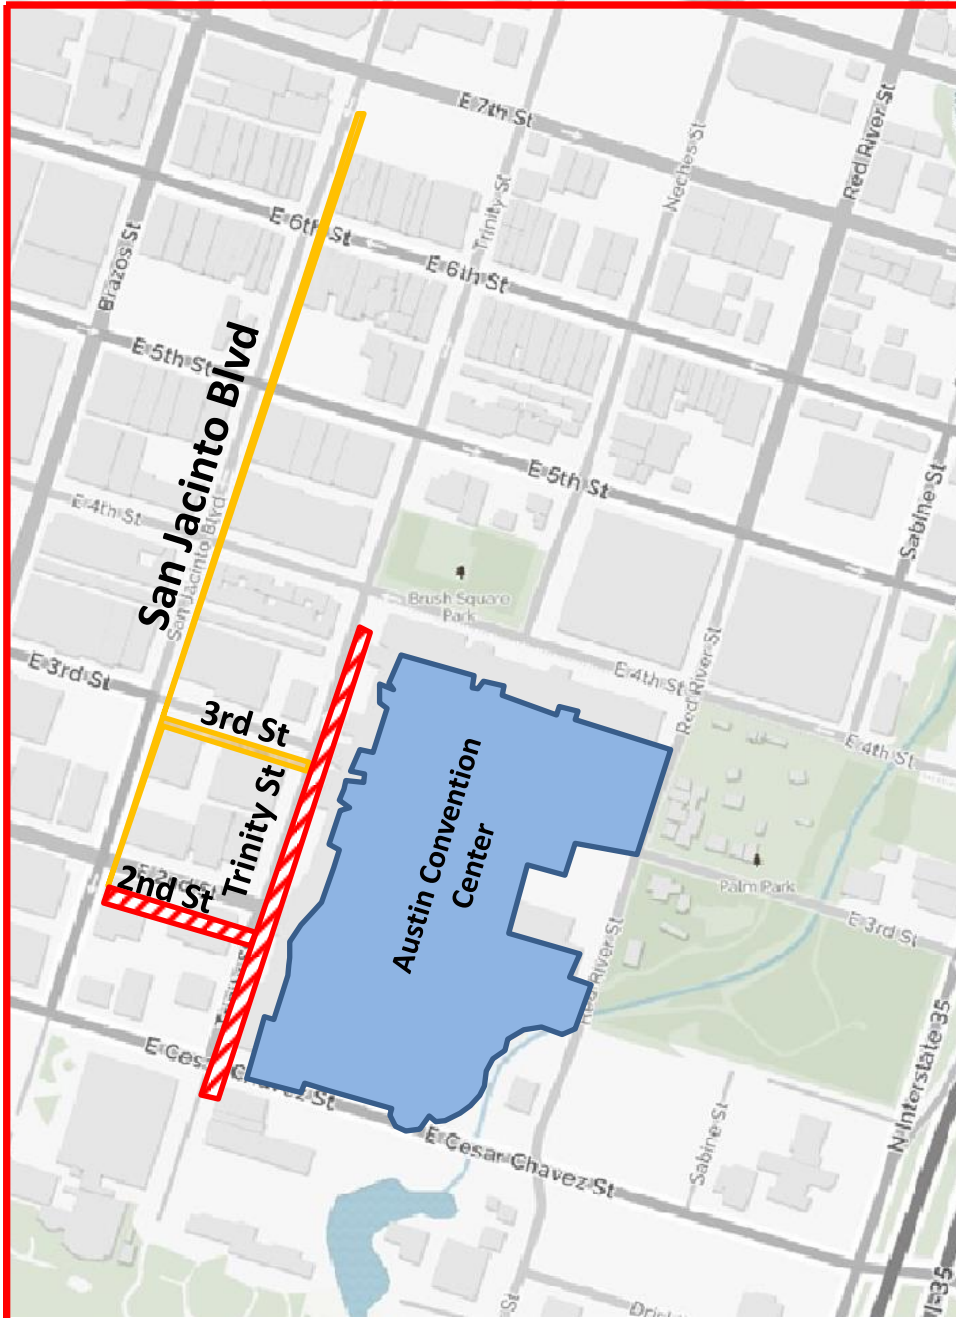 E 7th St
Red River St
Neches St
Trinity St
E 6th St
E 6th St
Brazos St
E 5th St
San Jacinto Blvd
E 5th St
Sabine St
E 4th St
San Jacinto Blvd
Brush Square
Park
E 3rd St
E 4th St
Red River St
3rd St
E 4th St
Trinity St
Austin Convention
Center
2nd St
Palm Park
E 3rd St
Red River St
N Interstate 35
E Cesar Chavez St
E Cesar Chavez St
Sabine St
St
I-35